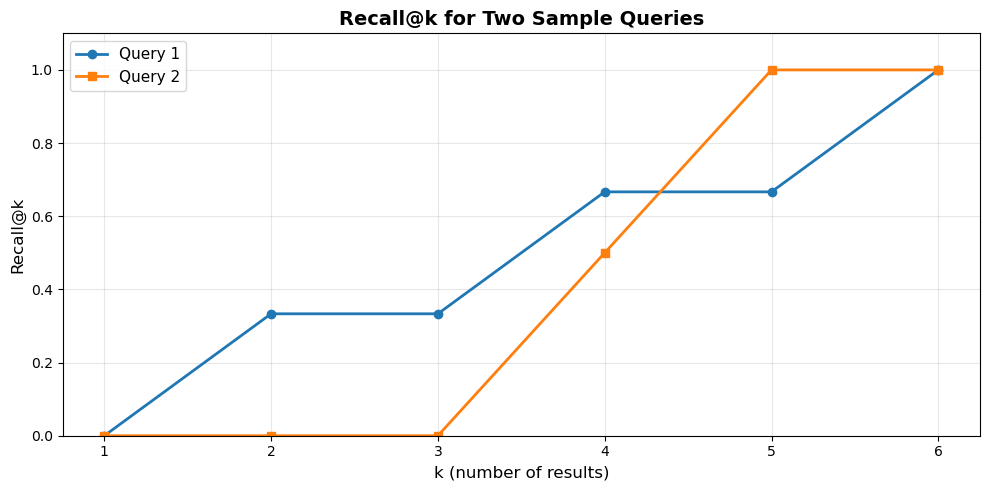 Recall@k for Two Sample Queries
Query 1
Query 2
1.0
0.8
0.6
0.4
0.2
0.0
Recall@k
1 2 3 4 5 6
k (number of results)